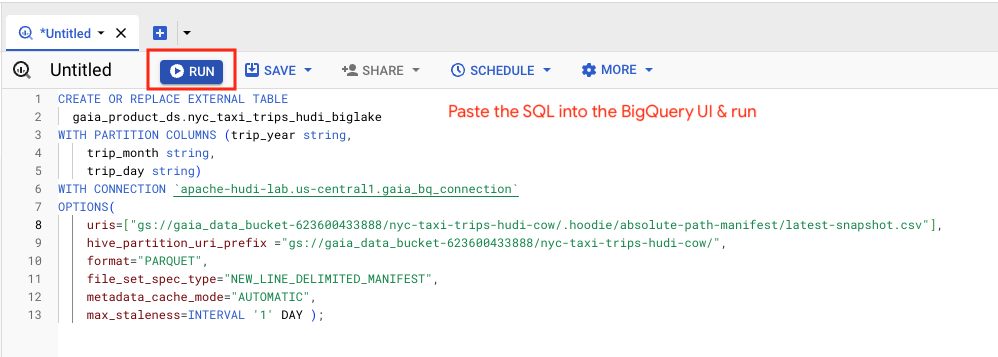 *Untitled
Untitled
RUN
SAVE
SHARE
SCHEDULE
MORE
1 CREATE OR REPLACE EXTERNAL TABLE
2 gaia_product_ds.nyc_taxi_trips_hudi_biglake
3 WITH PARTITION COLUMNS (trip_year string,
4 trip_month string,
5 trip_day string)
6 WITH CONNECTION `apache-hudi-lab.us-central1.gaia_bq_connection`
7 OPTIONS(
8 uris=["gs://gaia_data_bucket-623600433888/nyc-taxi-trips-hudi-cow/.hoodie/absolute-path-manifest/latest-snapshot.csv"],
9 hive_partition_uri_prefix ="gs://gaia_data_bucket-623600433888/nyc-taxi-trips-hudi-cow/",
10 format="PARQUET",
11 file_set_spec_type="NEW_LINE_DELIMITED_MANIFEST",
12 metadata_cache_mode="AUTOMATIC",
13 max_staleness=INTERVAL '1' DAY );
Paste the SQL into the BigQuery UI & run